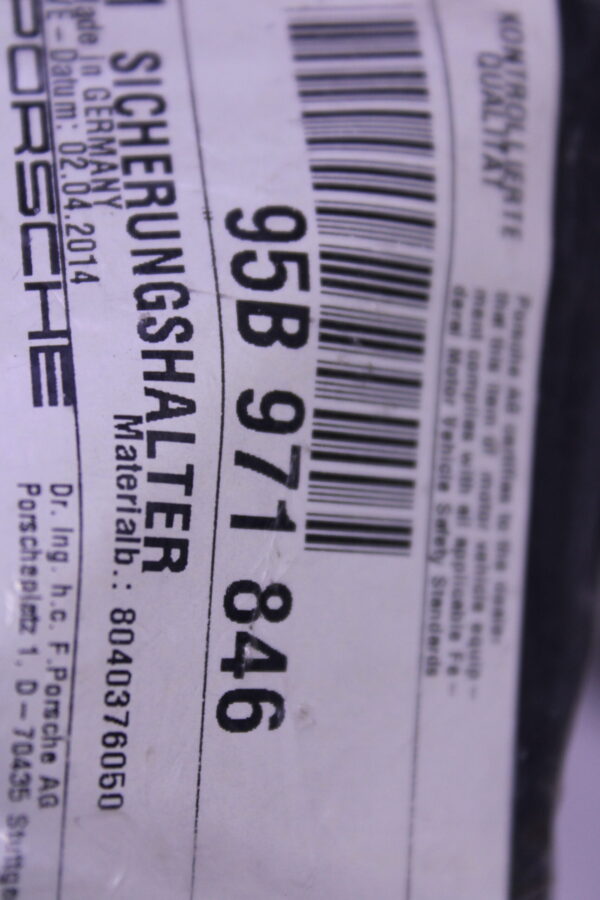 KONTROLLIERTE
QUALITÄT
Porsche AG certifies to the dealer
that this item of motor vehicle equip-
ment complies with all applicable Fe-
deral Motor Vehicle Safety Standards
95B 971 846
SICHERUNGSHALTER
Materialb.: 8040376050
in GERMANY
- Datum: 02.04.2014
PORSCHE
Dr. Ing. h.c. F.Porsche AG
Porscheplatz 1, D-70435